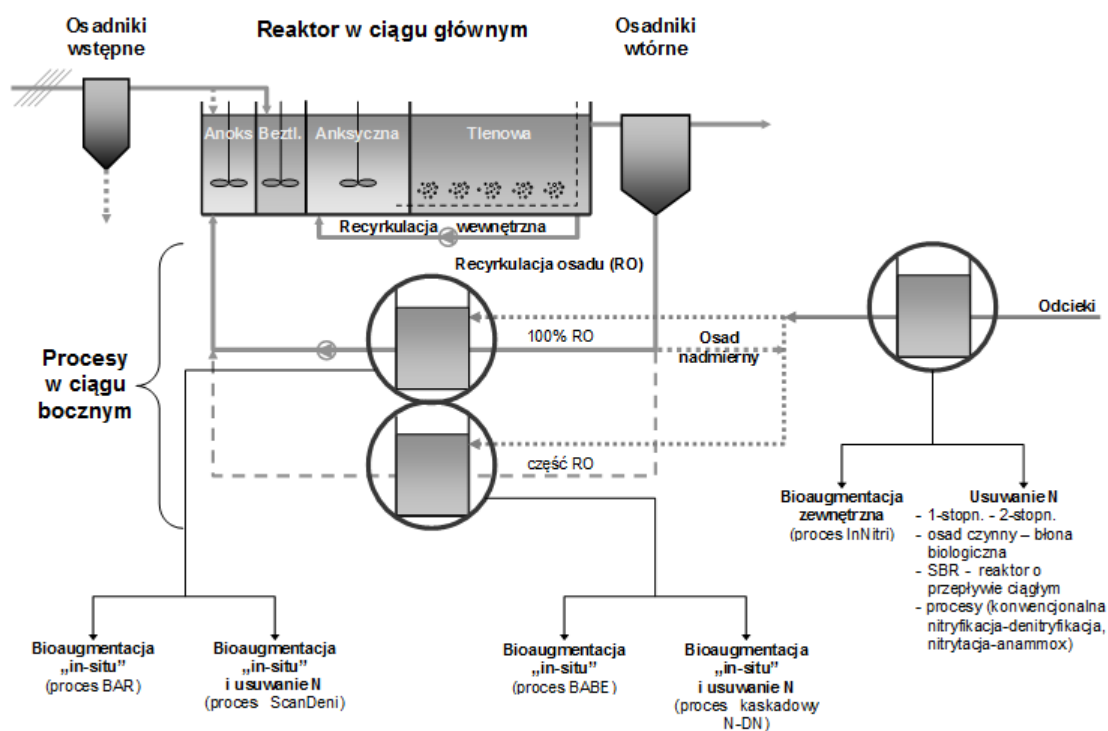 Osadniki
wstępne
Reaktor w ciągu głównym
Osadniki
wtórne
Anoks
Beztl.
Anksyczna
Tlenowa
Recyrkulacja wewnętrzna
Recyrkulacja osadu (RO)
Odcieki
100% RO
Osad
nadmierny
Procesy
w ciągu
bocznym
część RO
Bioaugmentacja
zewnętrzna
(proces InNitri)
Usuwanie N
- 1-stopn. - 2-stopn.
- osad czynny – błona
biologiczna
- SBR - reaktor o
przepływie ciągłym
- procesy (konwencjonalna
nitryfikacja-denitryfikacja,
nitrytacja-anammox)
Bioaugmentacja
„in-situ”
(proces BAR)
Bioaugmentacja
„in-situ”
i usuwanie N
(proces ScanDeni)
Bioaugmentacja
„in-situ”
(proces BABE)
Bioaugmentacja
„in-situ”
i usuwanie N
(proces kaskadowy
N-DN)